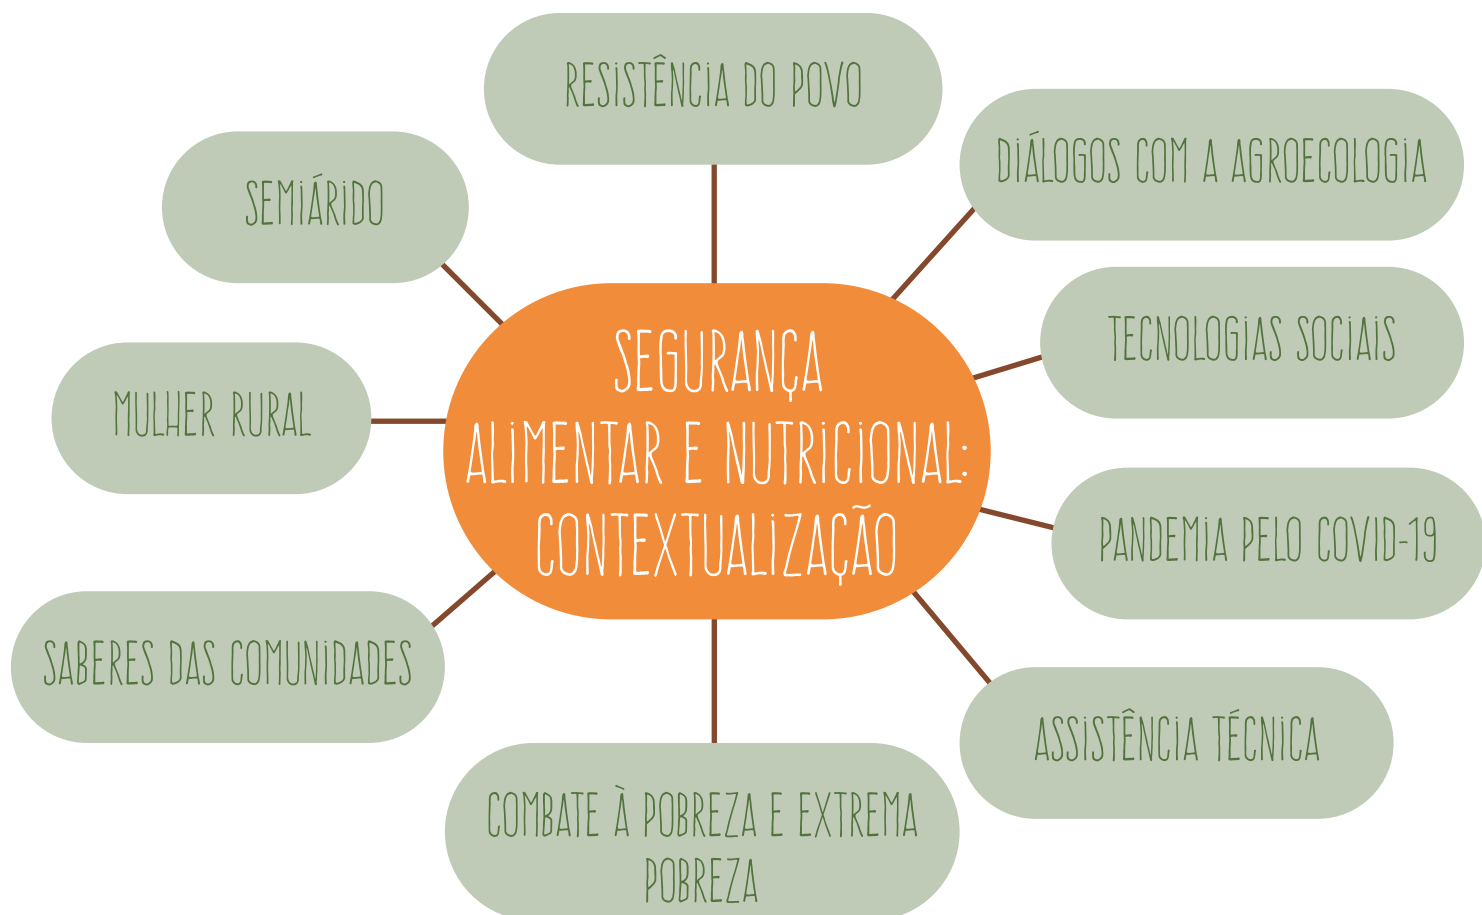 RESISTÊNCIA DO POVO
DIÁLOGOS COM A AGROECOLOGIA
SEMIÁRIDO
TECNOLOGIAS SOCIAIS
SEGURANÇA
ALIMENTAR E NUTRICIONAL:
CONTEXTUALIZAÇÃO
MULHER RURAL
PANDEMIA PELO COVID-19
SABERES DAS COMUNIDADES
ASSISTÊNCIA TÉCNICA
COMBATE À POBREZA E EXTREMA
POBREZA